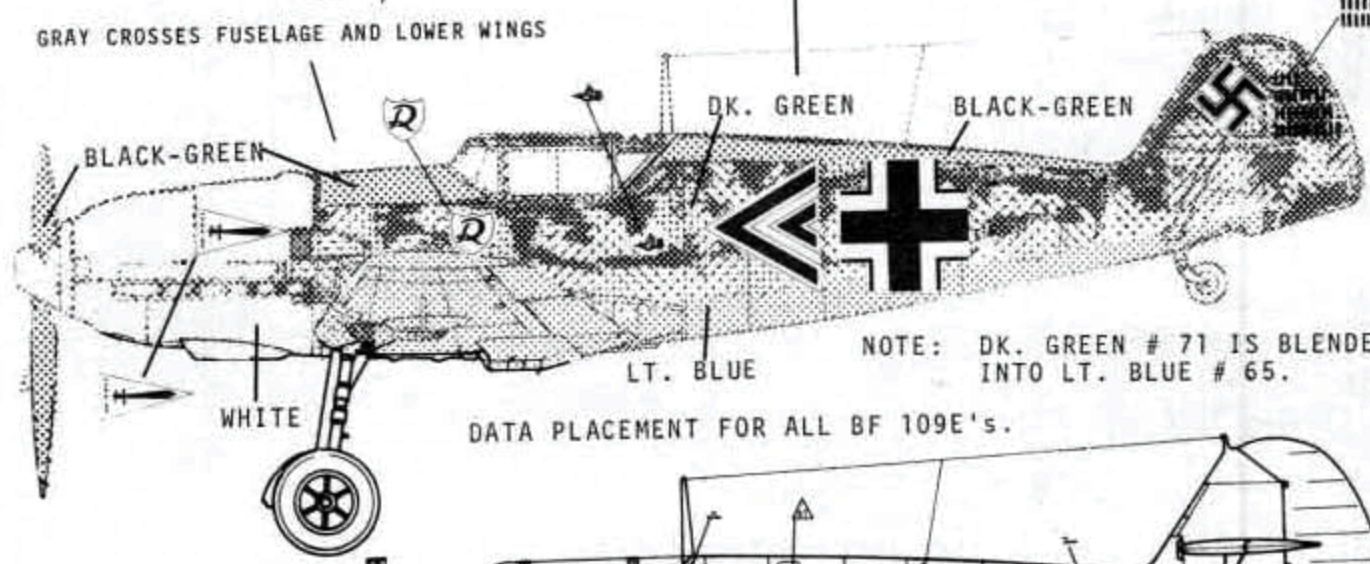 GRAY CROSSES FUSELAGE AND LOWER WINGS
DK. GREEN
BLACK-GREEN
BLACK-GREEN
R
R
LT. BLUE
NOTE: DK. GREEN # 71 IS BLENDE
INTO LT. BLUE # 65.
WHITE
DATA PLACEMENT FOR ALL BF 109E's.